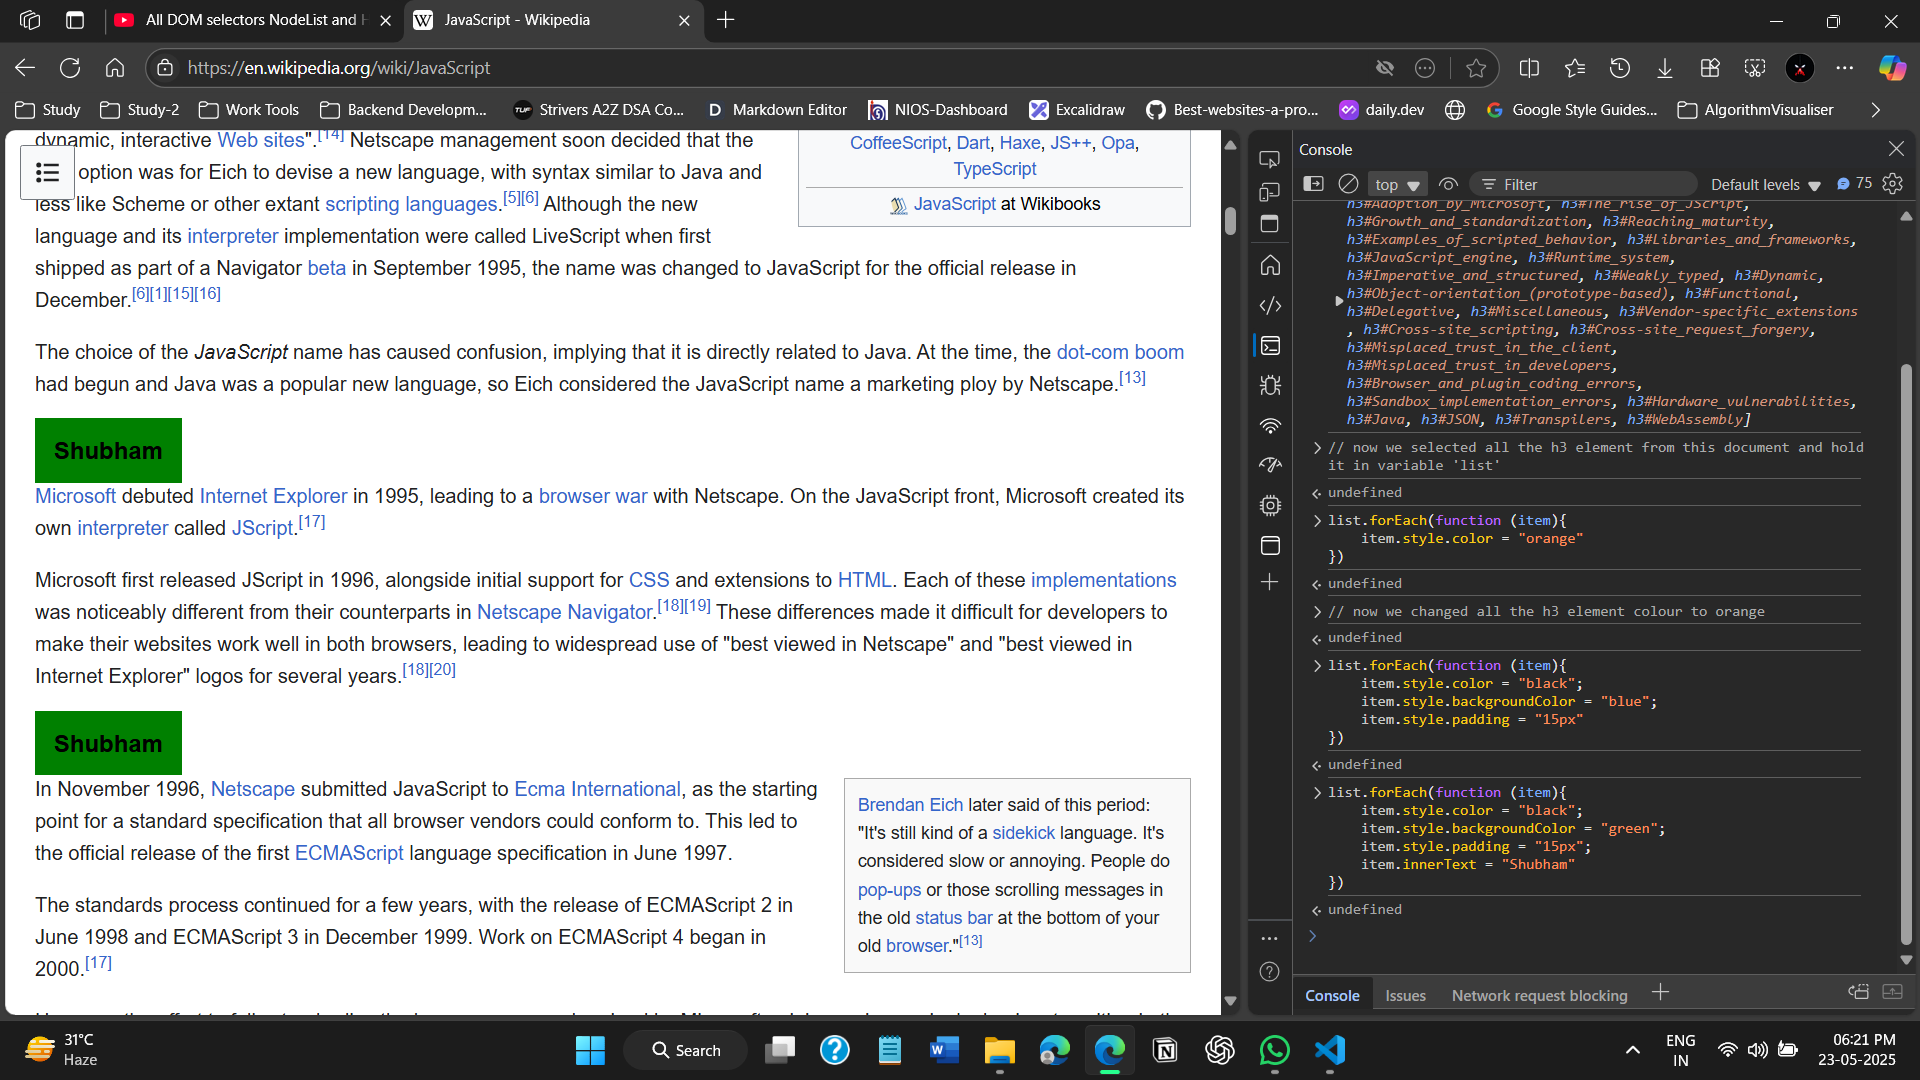 All DOM selectors NodeList and H
JavaScript - Wikipedia
https://en.wikipedia.org/wiki/JavaScript
Study
Study-2
Work Tools
Backend Developm...
Strivers A2Z DSA Co...
Markdown Editor
NIOS-Dashboard
Excalidraw
Best-websites-a-pro...
daily.dev
Google Style Guides...
AlgorithmVisualiser
dynamic, interactive Web sites".[14] Netscape management soon decided that the
option was for Eich to devise a new language, with syntax similar to Java and
less like Scheme or other extant scripting languages.[5][6] Although the new
language and its interpreter implementation were called LiveScript when first
shipped as part of a Navigator beta in September 1995, the name was changed to JavaScript for the official release in
December.[6][1][15][16]
CoffeeScript, Dart, Haxe, JS++, Opa,
TypeScript
JavaScript at Wikibooks
The choice of the JavaScript name has caused confusion, implying that it is directly related to Java. At the time, the dot-com boom
had begun and Java was a popular new language, so Eich considered the JavaScript name a marketing ploy by Netscape.[13]
Shubham
Microsoft debuted Internet Explorer in 1995, leading to a browser war with Netscape. On the JavaScript front, Microsoft created its
own interpreter called JScript.[17]
Microsoft first released JScript in 1996, alongside initial support for CSS and extensions to HTML. Each of these implementations
was noticeably different from their counterparts in Netscape Navigator.[18][19] These differences made it difficult for developers to
make their websites work well in both browsers, leading to widespread use of "best viewed in Netscape" and "best viewed in
Internet Explorer" logos for several years.[18][20]
Shubham
In November 1996, Netscape submitted JavaScript to Ecma International, as the starting
point for a standard specification that all browser vendors could conform to. This led to
the official release of the first ECMAScript language specification in June 1997.
The standards process continued for a few years, with the release of ECMAScript 2 in
June 1998 and ECMAScript 3 in December 1999. Work on ECMAScript 4 began in
2000.[17]
Brendan Eich later said of this period:
"It's still kind of a sidekick language. It's
considered slow or annoying. People do
pop-ups or those scrolling messages in
the old status bar at the bottom of your
old browser."[13]
Console
top
Filter
Default levels
75
h3#Adoption_by_Microsoft, h3#The_rise_of_JScript,
h3#Growth_and_standardization, h3#Reaching_maturity,
h3#Examples_of_scripted_behavior, h3#Libraries_and_frameworks,
h3#JavaScript_engine, h3#Runtime_system,
h3#Imperative_and_structured, h3#Weakly_typed, h3#Dynamic,
h3#Object-orientation_(prototype-based), h3#Functional,
h3#Delegative, h3#Miscellaneous, h3#Vendor-specific_extensions
, h3#Cross-site_scripting, h3#Cross-site_request_forgery,
h3#Misplaced_trust_in_the_client,
h3#Misplaced_trust_in_developers,
h3#Browser_and_plugin_coding_errors,
h3#Sandbox_implementation_errors, h3#Hardware_vulnerabilities,
h3#Java, h3#JSON, h3#Transpilers, h3#WebAssembly]
// now we selected all the h3 element from this document and hold
it in variable 'list'
undefined
list.forEach(function (item){
item.style.color = "orange"
})
undefined
// now we changed all the h3 element colour to orange
undefined
list.forEach(function (item){
item.style.color = "black";
item.style.backgroundColor = "blue";
item.style.padding = "15px"
})
undefined
list.forEach(function (item){
item.style.color = "black";
item.style.backgroundColor = "green";
item.style.padding = "15px";
item.innerText = "Shubham"
})
undefined
Console
Issues
Network request blocking
31°C
Haze
Search
ENG
IN
06:21 PM
23-05-2025